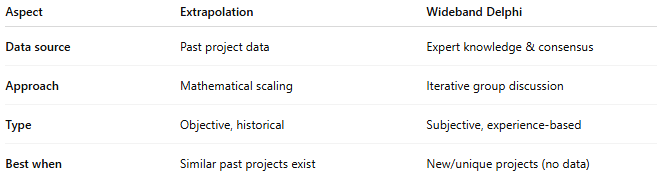 Aspect Extrapolation Wideband Delphi
Data source Past project data Expert knowledge & consensus
Approach Mathematical scaling Iterative group discussion
Type Objective, historical Subjective, experience-based
Best when Similar past projects exist New/unique projects (no data)